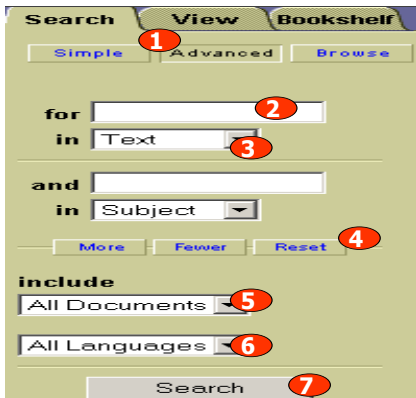 Search View Bookshelf
1
Simple Advanced Browse
for 2
in Text 3
and
in Subject
More Fewer Reset 4
include
All Documents 5
All Languages 6
Search 7